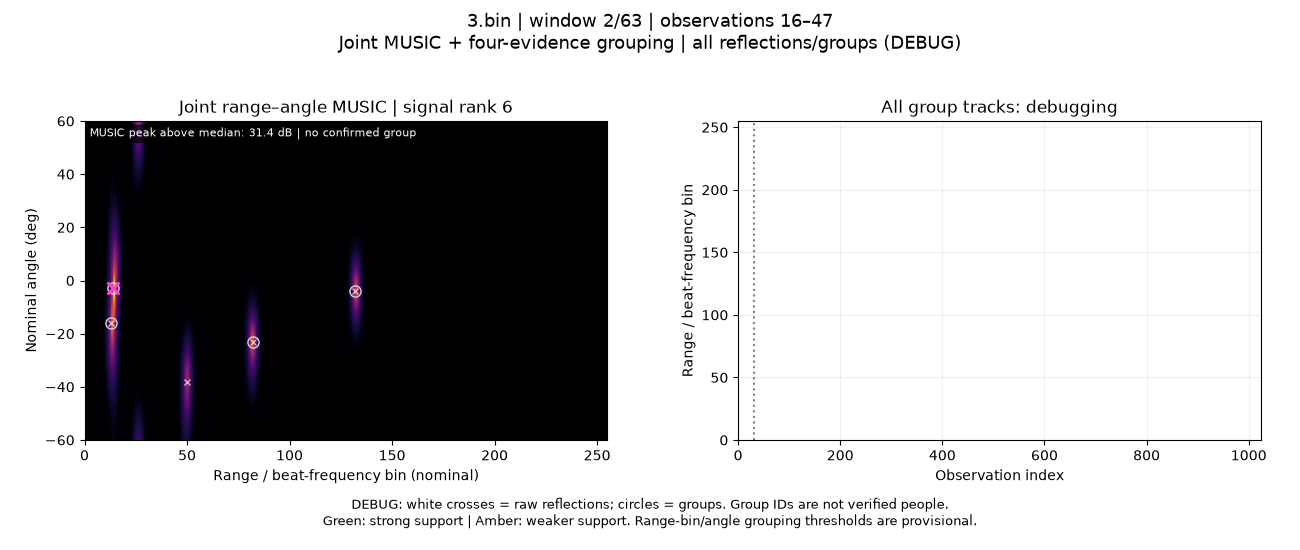 3.bin | window 2/63 | observations 16–47
Joint MUSIC + four-evidence grouping | all reflections/groups (DEBUG)
Joint range–angle MUSIC | signal rank 6
MUSIC peak above median: 31.4 dB | no confirmed group
60
40
20
0
−20
−40
−60
Nominal angle (deg)
0
50
100
150
200
250
Range / beat-frequency bin (nominal)
All group tracks: debugging
250
200
150
100
50
0
Range / beat-frequency bin
0
200
400
600
800
1000
Observation index
DEBUG: white crosses = raw reflections; circles = groups. Group IDs are not verified people.
Green: strong support | Amber: weaker support. Range-bin/angle grouping thresholds are provisional.